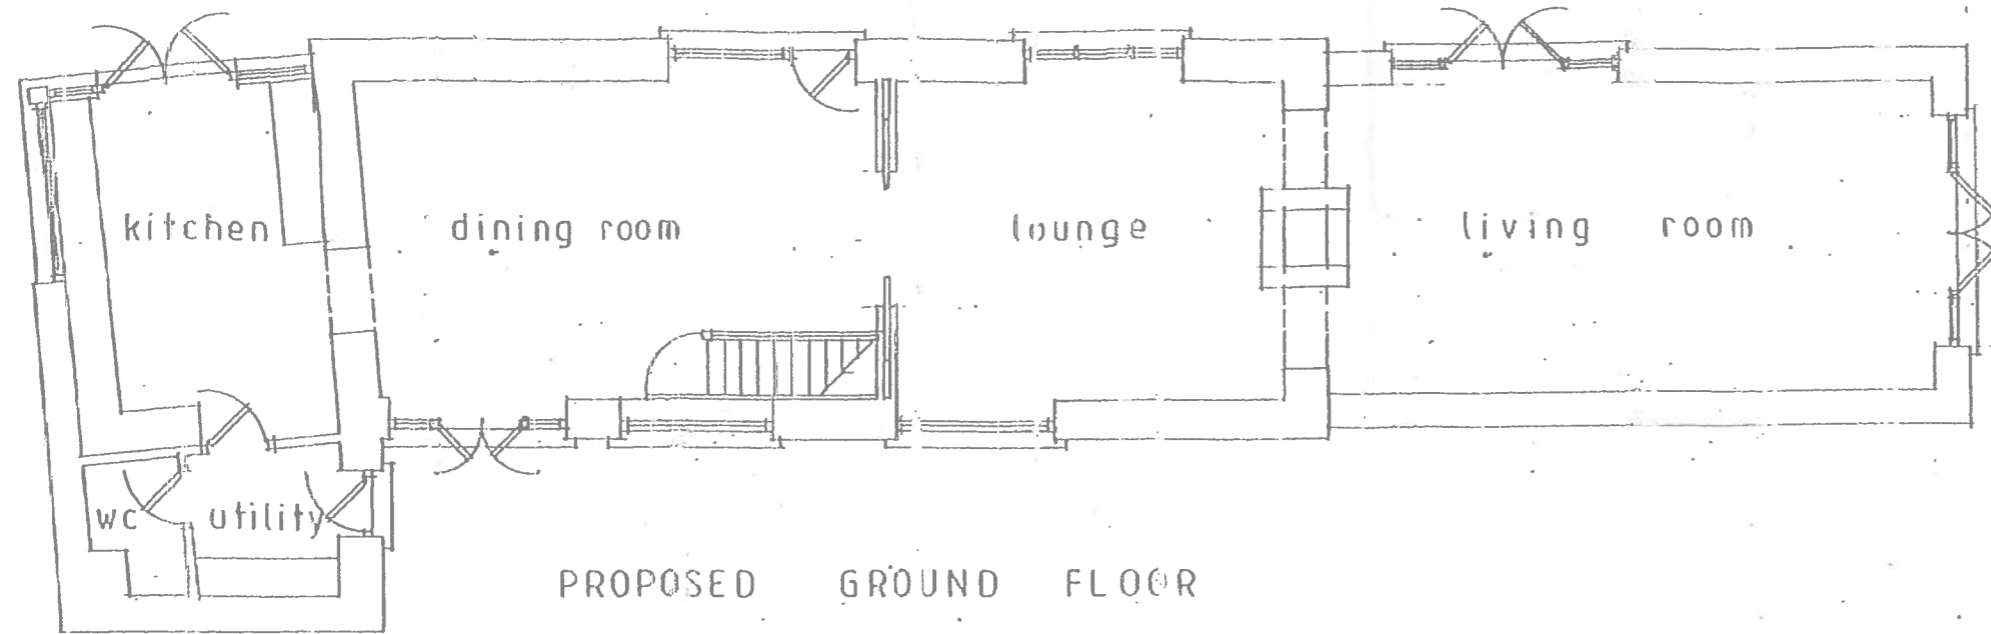 kitchen
dining room
lounge
living room
wc
utility
PROPOSED GROUND FLOOR